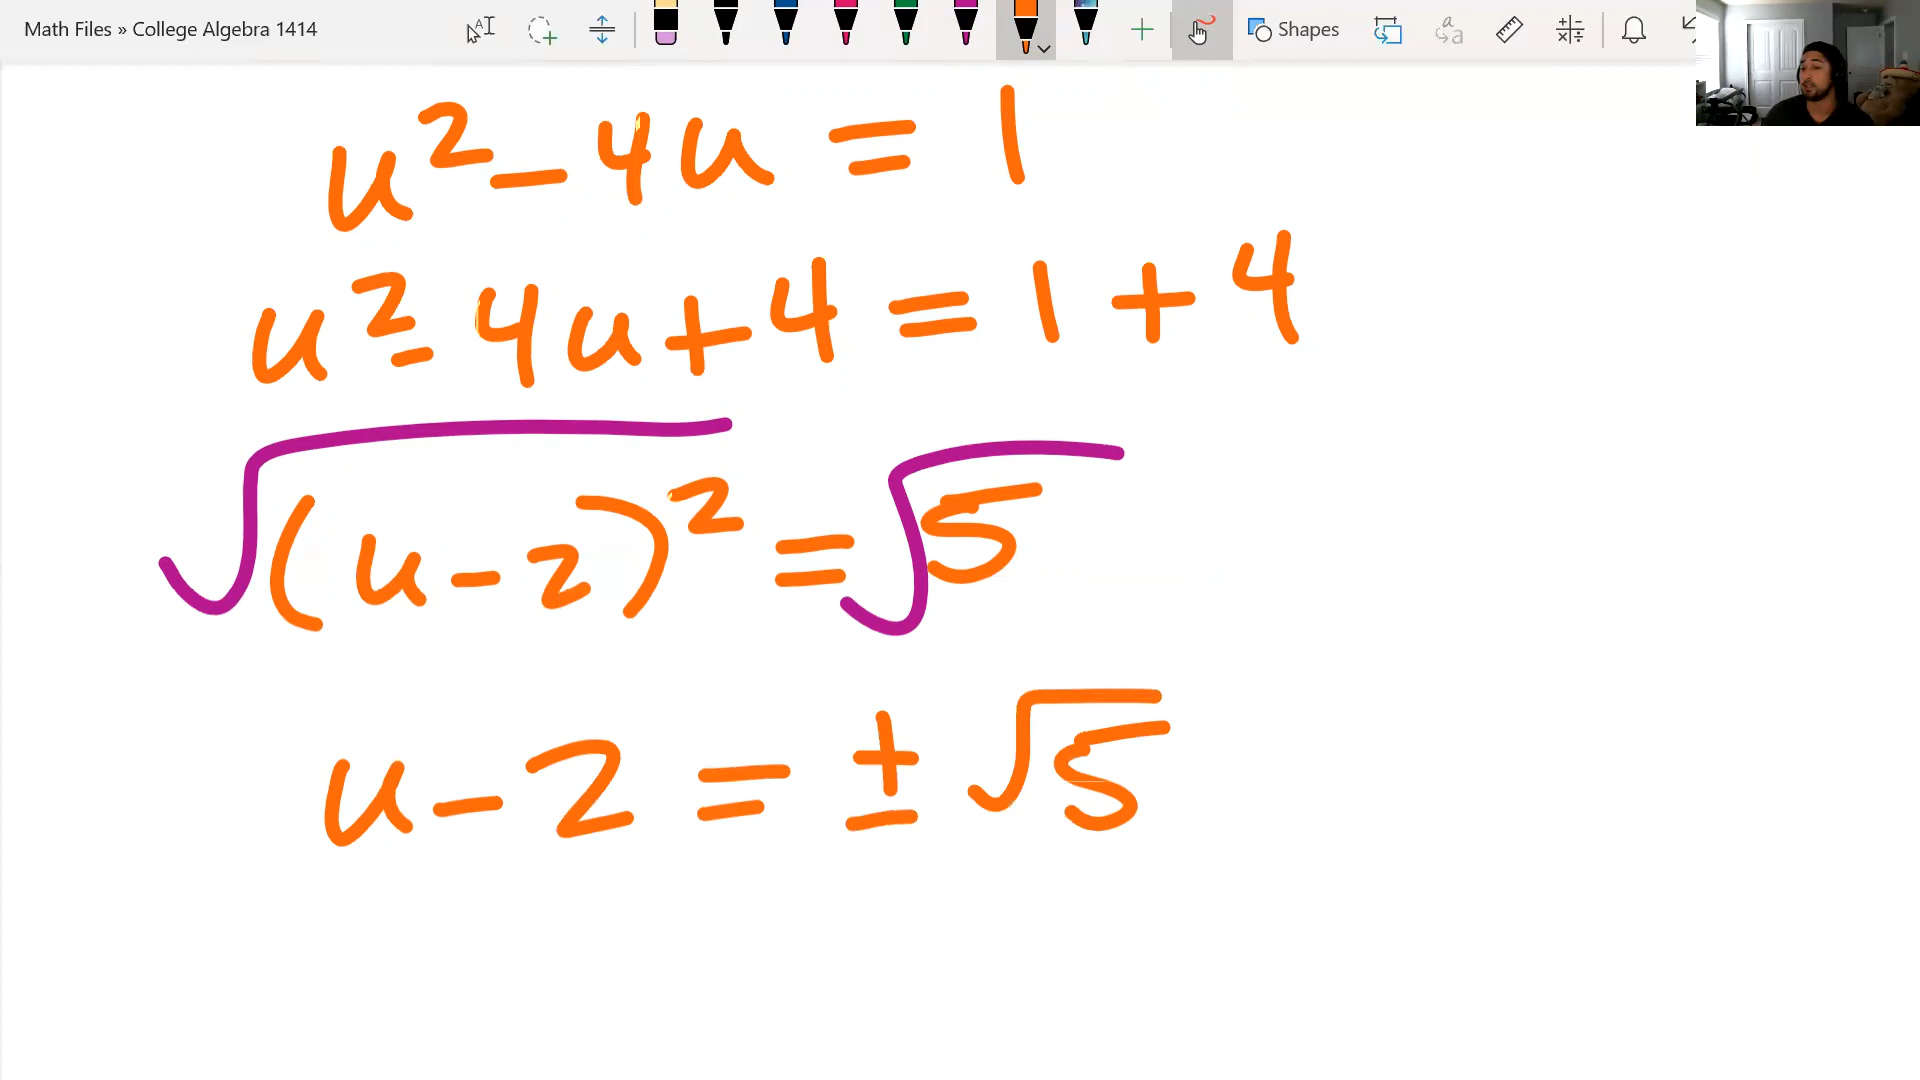 Math Files » College Algebra 1414
Shapes
u² - 4u = 1
u² - 4u + 4 = 1 + 4
√(u - 2)² = √5
u - 2 = ± √5